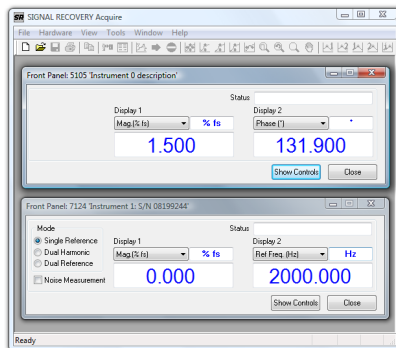 SR SIGNAL RECOVERY Acquire
File Hardware View Tools Window Help
Front Panel: 5105 'Instrument 0 description'
Status
Display 1 Display 2
Mag.(% fs) % fs Phase (°) °
1.500 131.900
Show Controls Close
Front Panel: 7124 'Instrument 1: S/N 08199244'
Mode Status
Single Reference Display 1 Display 2
Dual Harmonic Mag.(% fs) % fs Ref Freq. (Hz) Hz
Dual Reference
Noise Measurement 0.000 2000.000
Show Controls Close
Ready